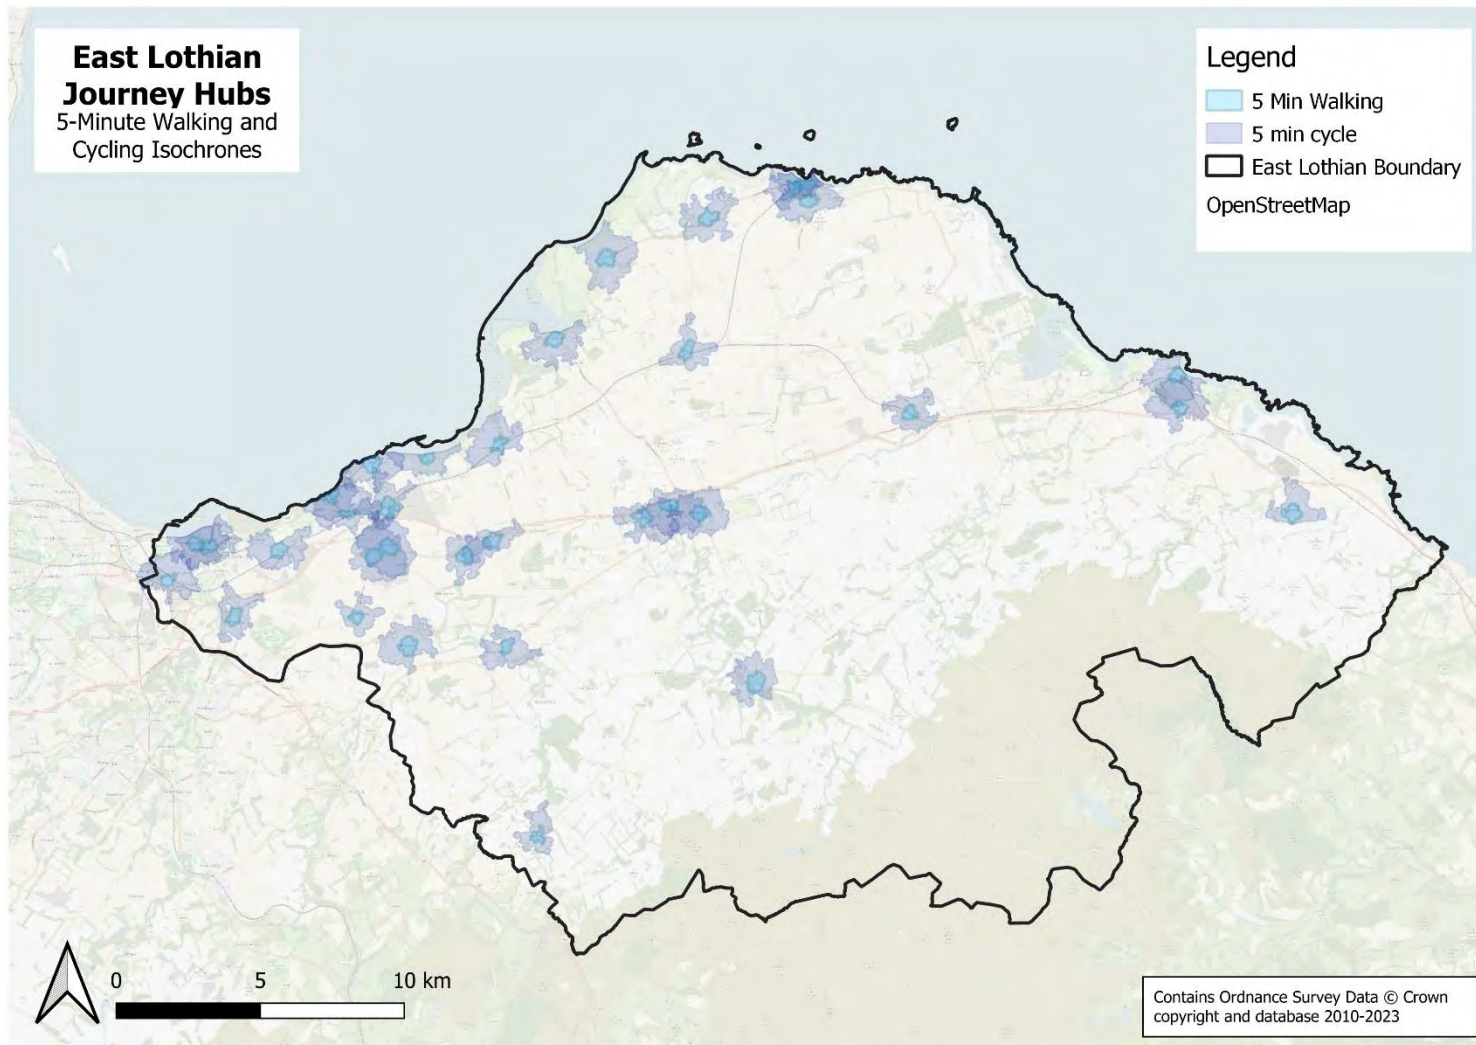 East Lothian
Journey Hubs
5-Minute Walking and
Cycling Isochrones
Legend
5 Min Walking
5 min cycle
East Lothian Boundary
OpenStreetMap
0 5 10 km
Contains Ordnance Survey Data © Crown
copyright and database 2010-2023